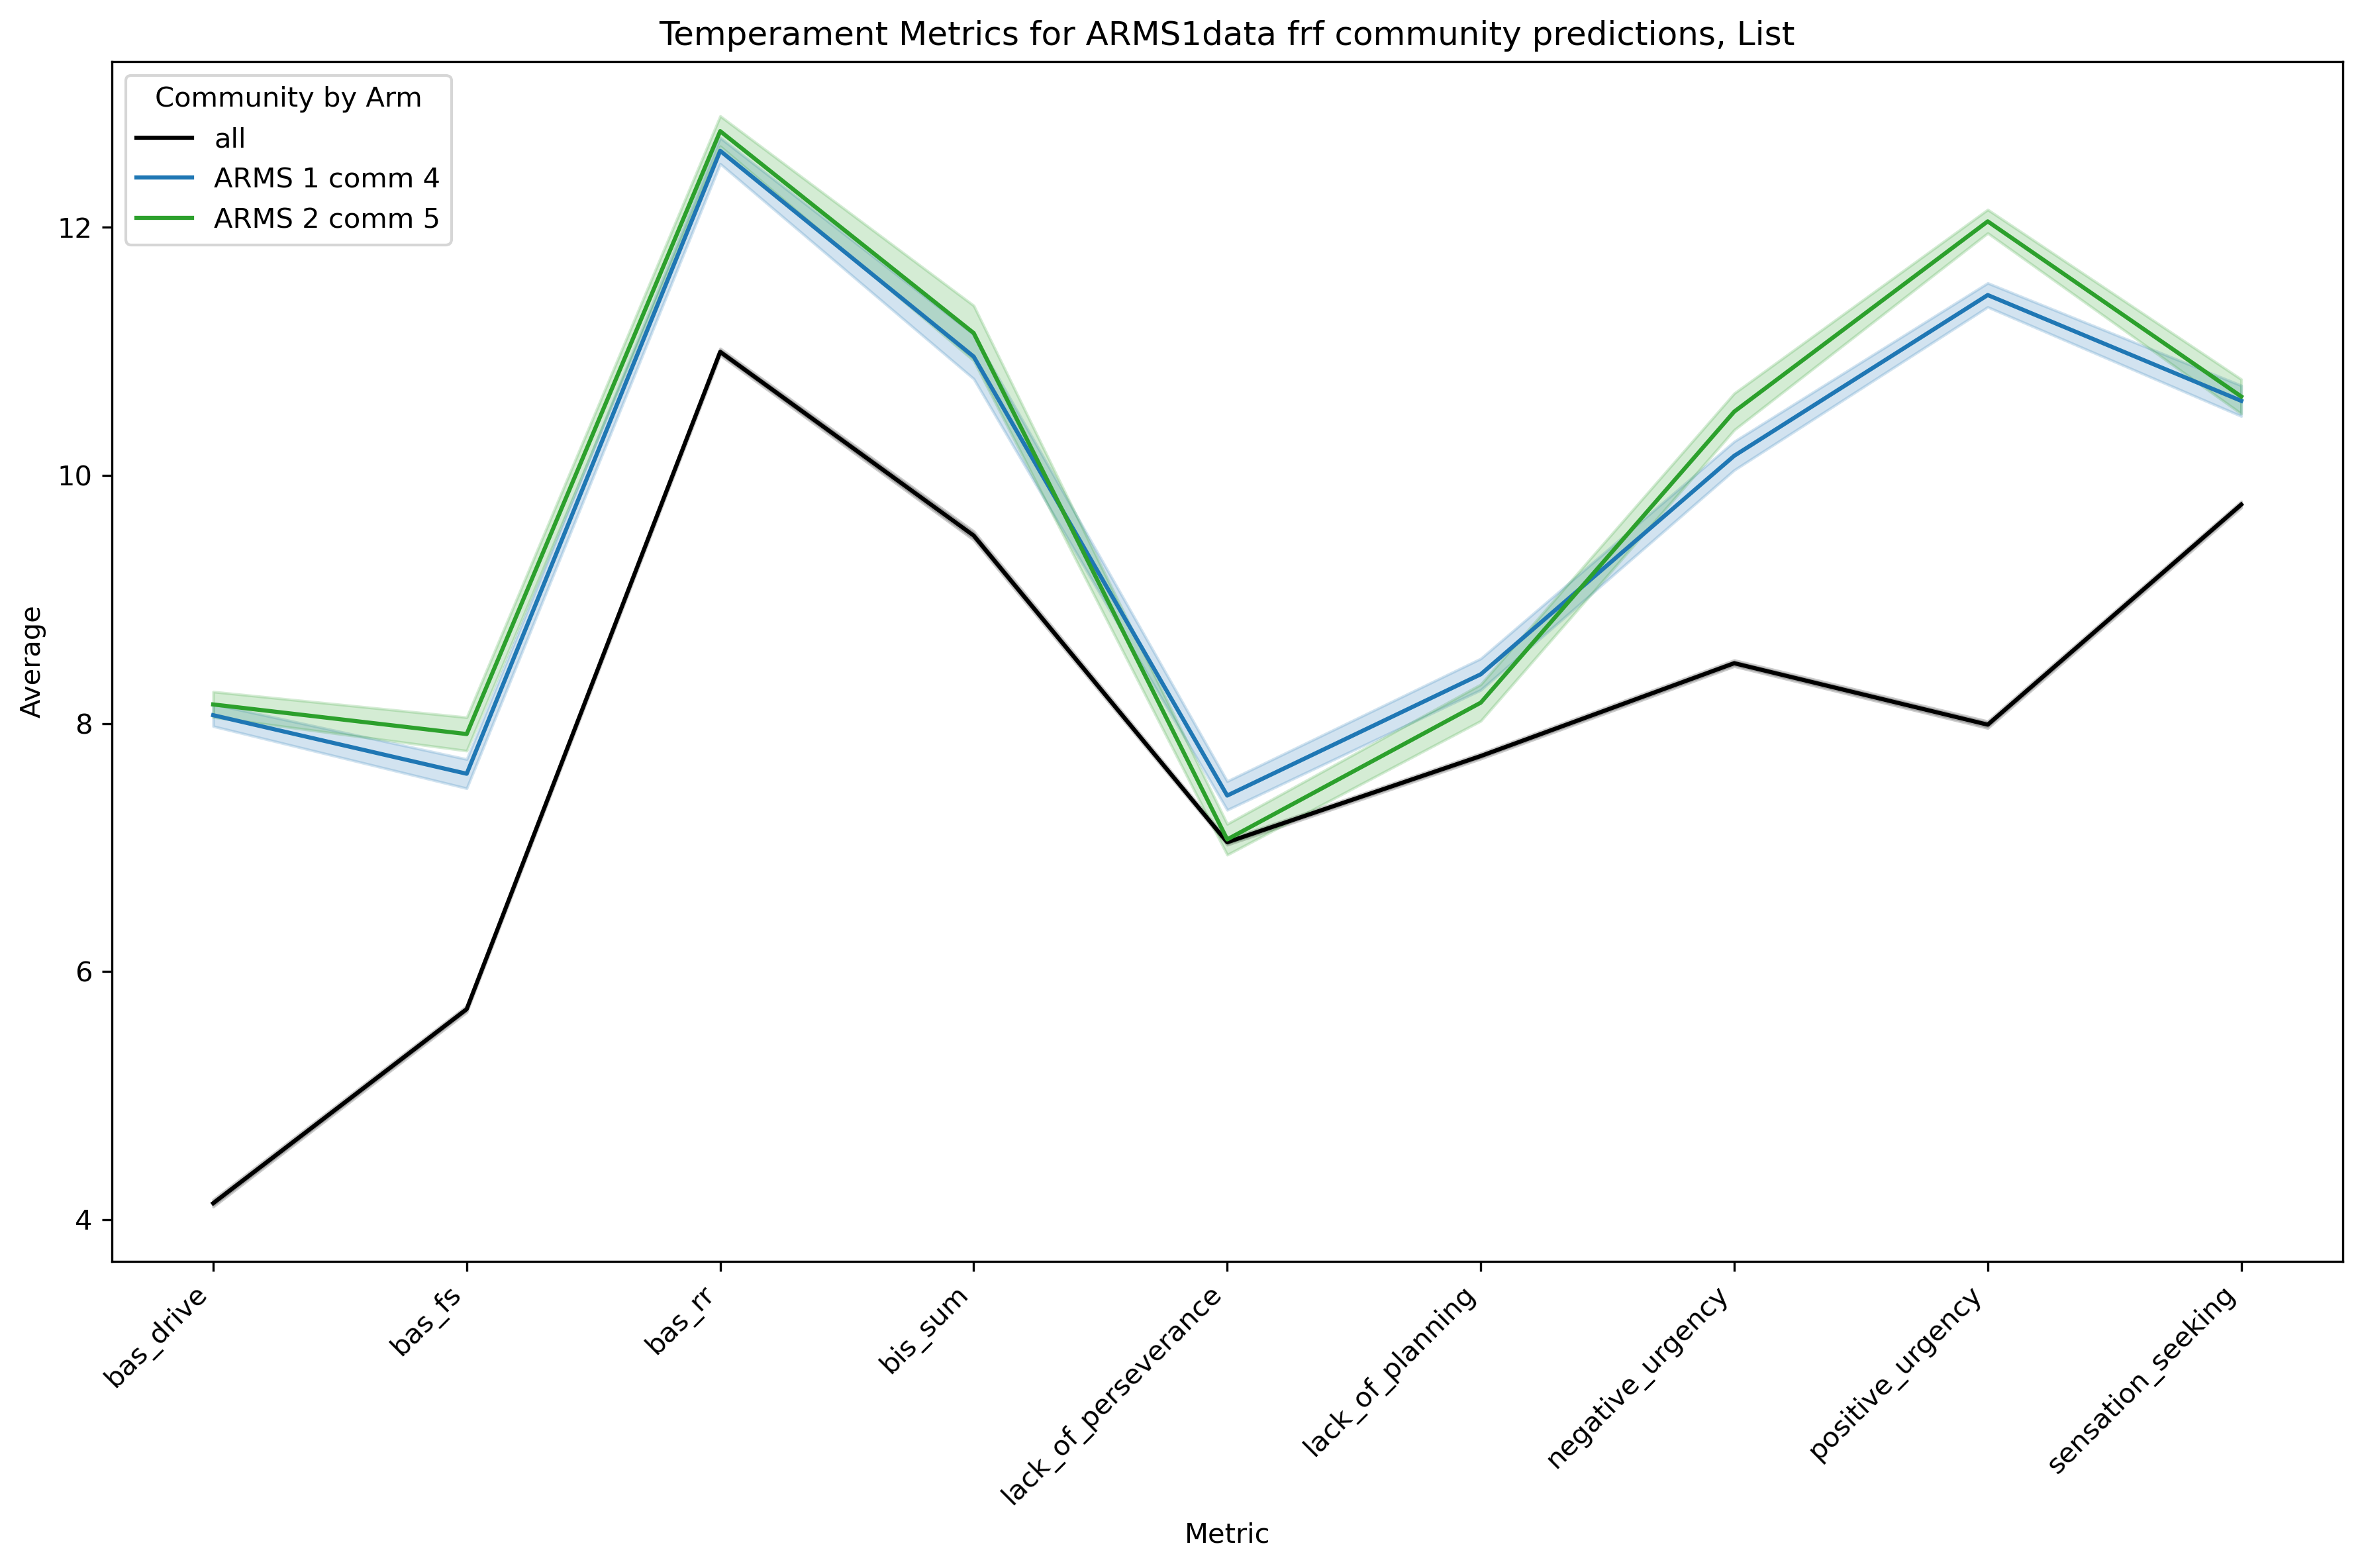 Temperament Metrics for ARMS1data frf community predictions, List
Community by Arm
all
ARMS 1 comm 4
ARMS 2 comm 5
Average
12
10
8
6
4
bas_drive
bas_fs
bas_rr
bis_sum
lack_of_perseverance
lack_of_planning
negative_urgency
positive_urgency
sensation_seeking
Metric